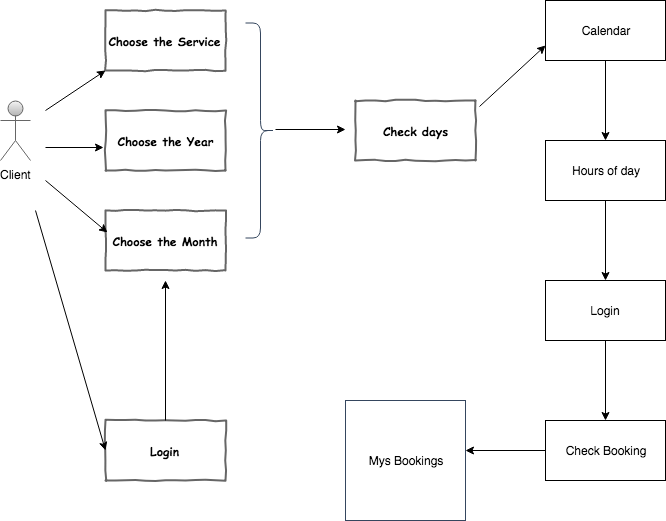 Choose the Service
Calendar
Client
Choose the Year
Check days
Hours of day
Choose the Month
Login
Login
Mys Bookings
Check Booking